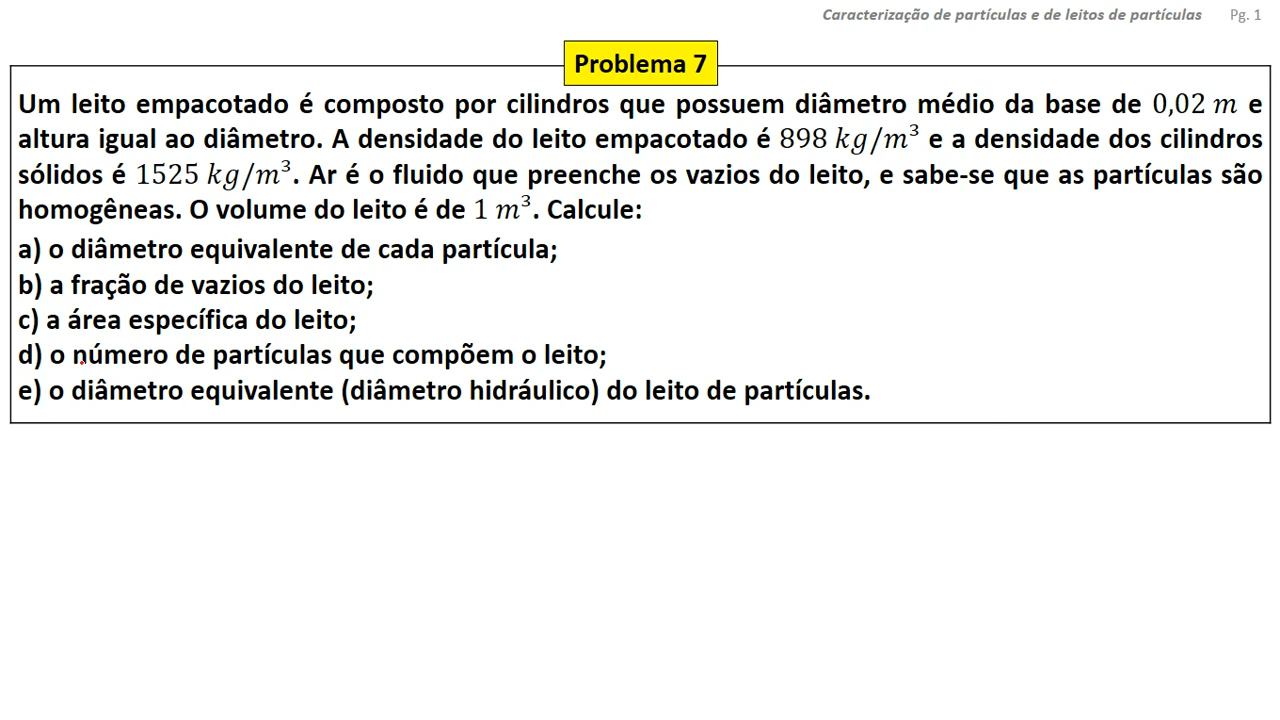 Caracterização de partículas e de leitos de partículas Pg. 1
Problema 7
Um leito empacotado é composto por cilindros que possuem diâmetro médio da base de 0,02 m e
altura igual ao diâmetro. A densidade do leito empacotado é 898 kg/m³ e a densidade dos cilindros
sólidos é 1525 kg/m³. Ar é o fluido que preenche os vazios do leito, e sabe-se que as partículas são
homogêneas. O volume do leito é de 1 m³. Calcule:
a) o diâmetro equivalente de cada partícula;
b) a fração de vazios do leito;
c) a área específica do leito;
d) o número de partículas que compõem o leito;
e) o diâmetro equivalente (diâmetro hidráulico) do leito de partículas.